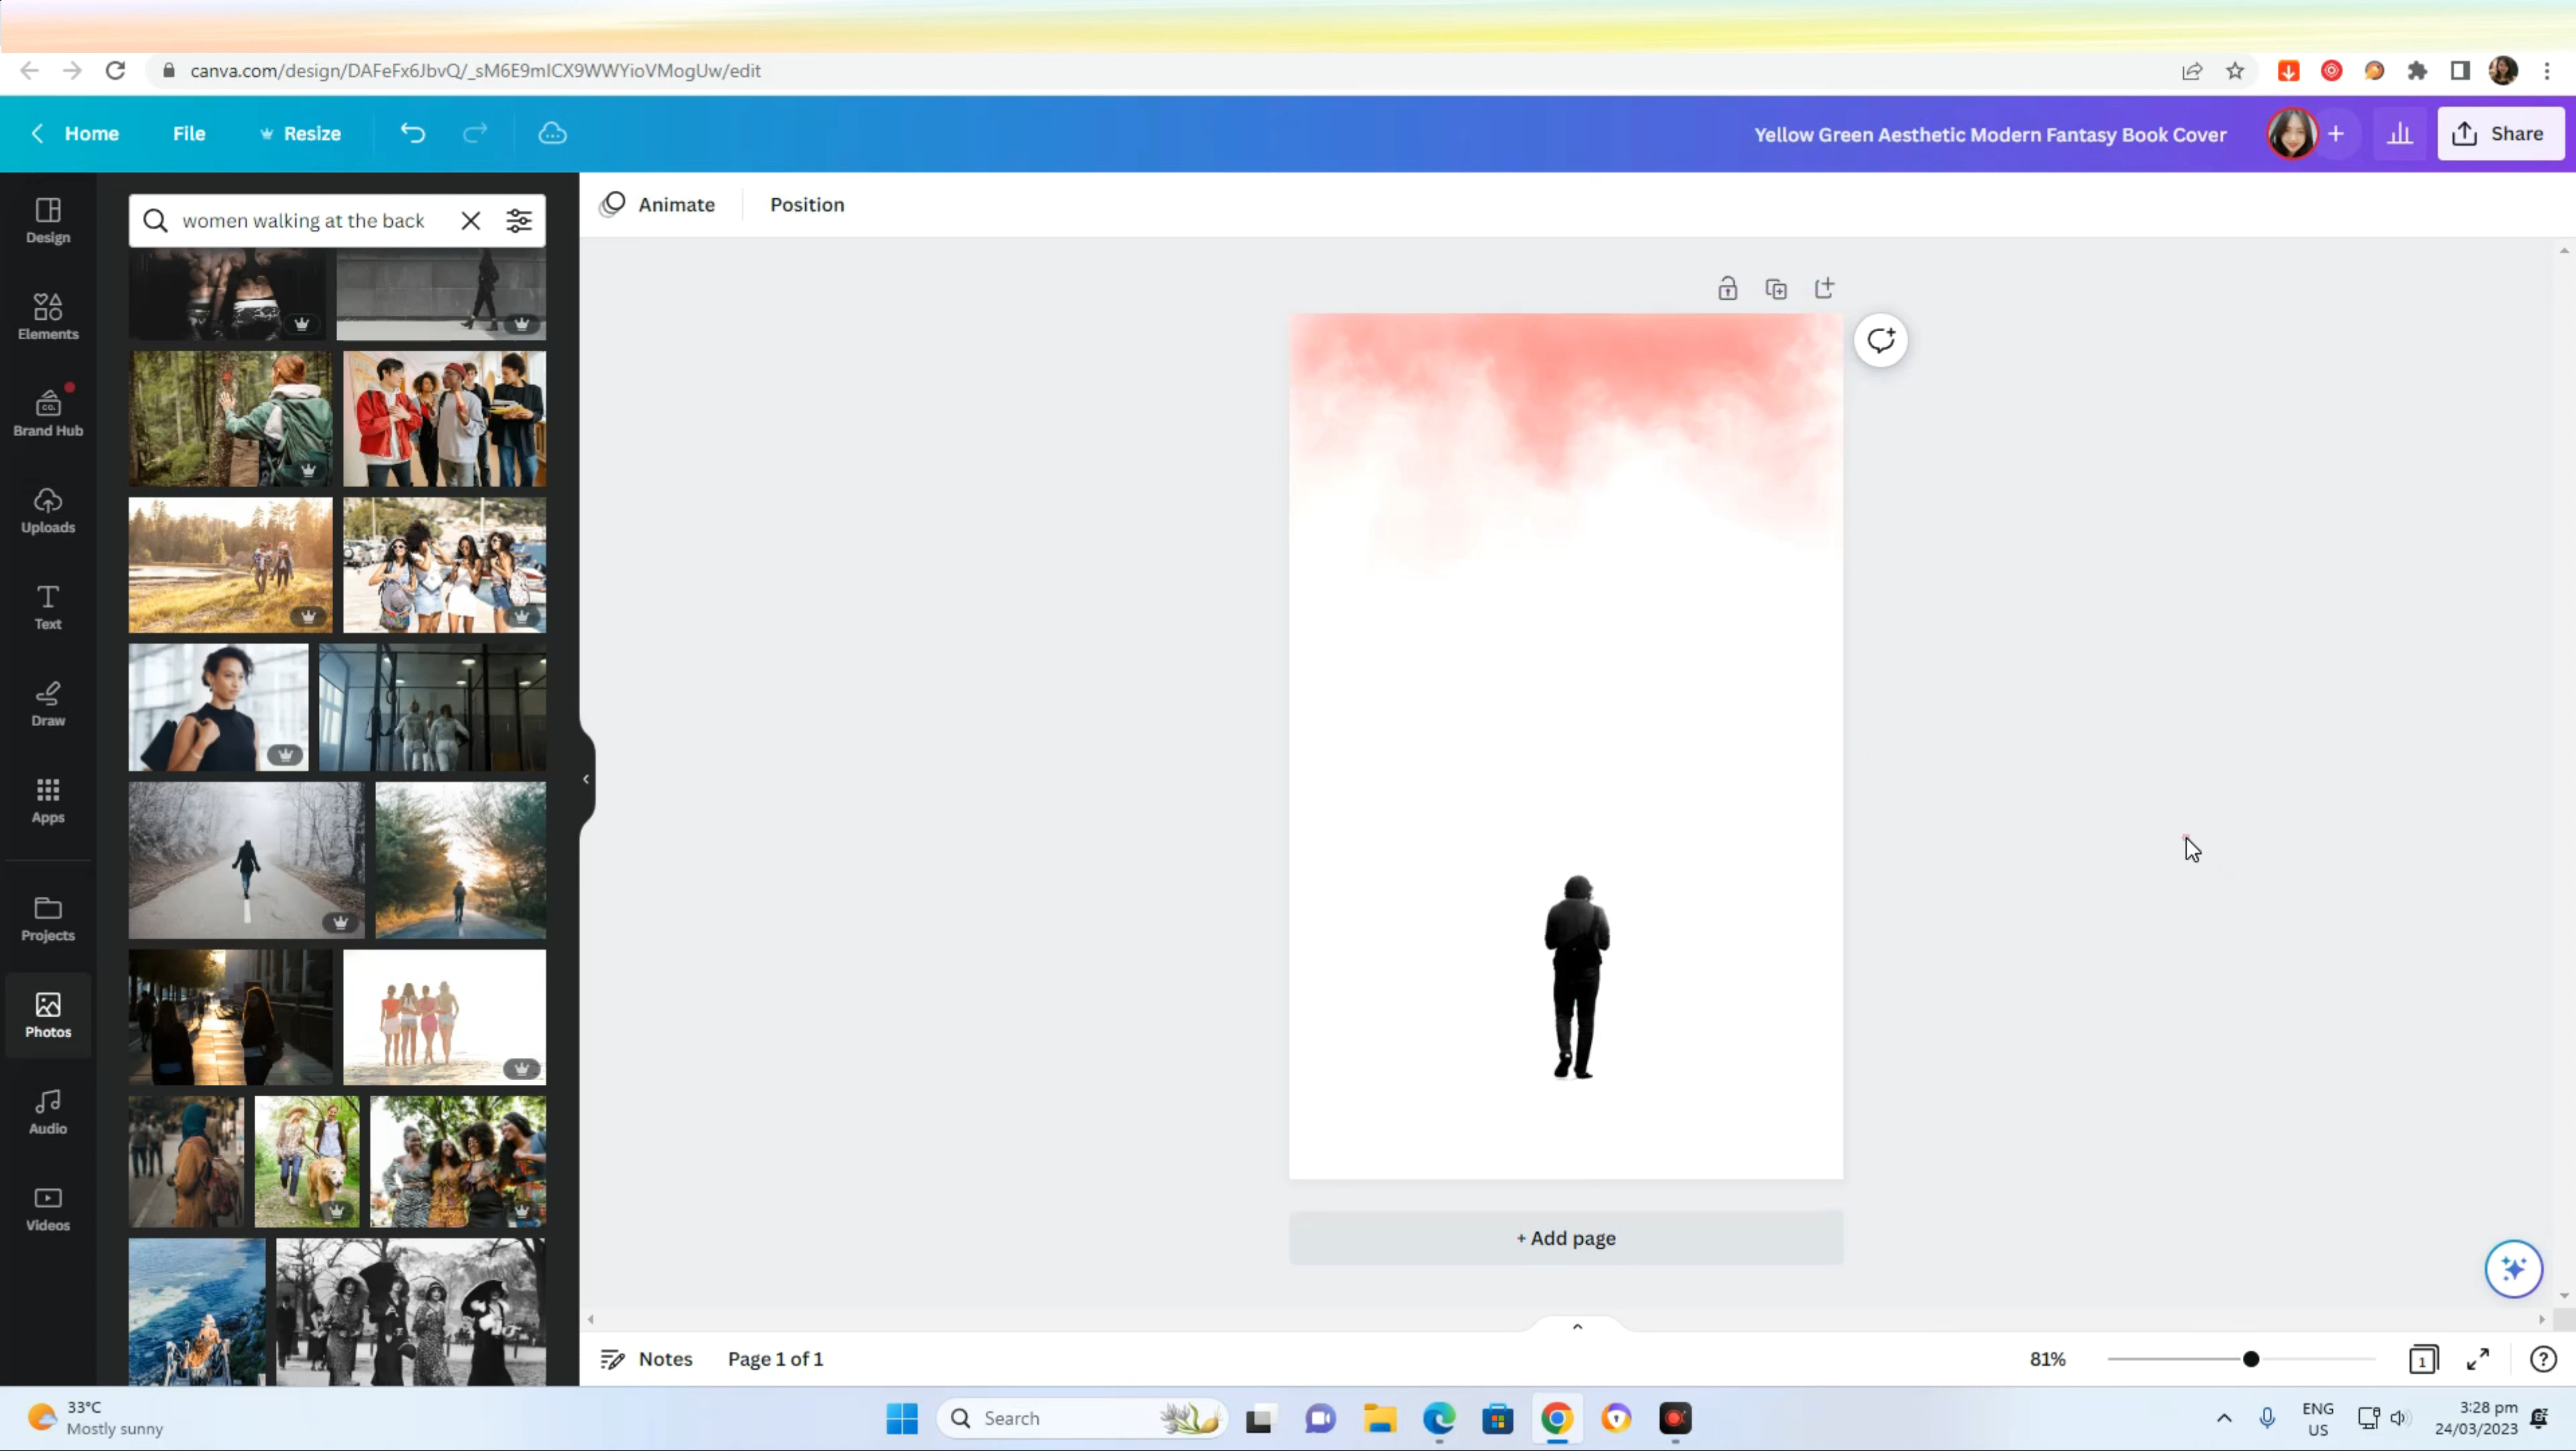 canva.com/design/DAFeFx6JbvQ/_sM6E9mICX9WWYioVMogUw/edit
Home File Resize
Yellow Green Aesthetic Modern Fantasy Book Cover
Share
Design
Elements
CO.
Brand Hub
Uploads
Text
Draw
Apps
Projects
Photos
Audio
Videos
women walking at the back
Animate Position
+ Add page
Notes Page 1 of 1
81%
1
33°C
Mostly sunny
Search
ENG
US
3:28 pm
24/03/2023